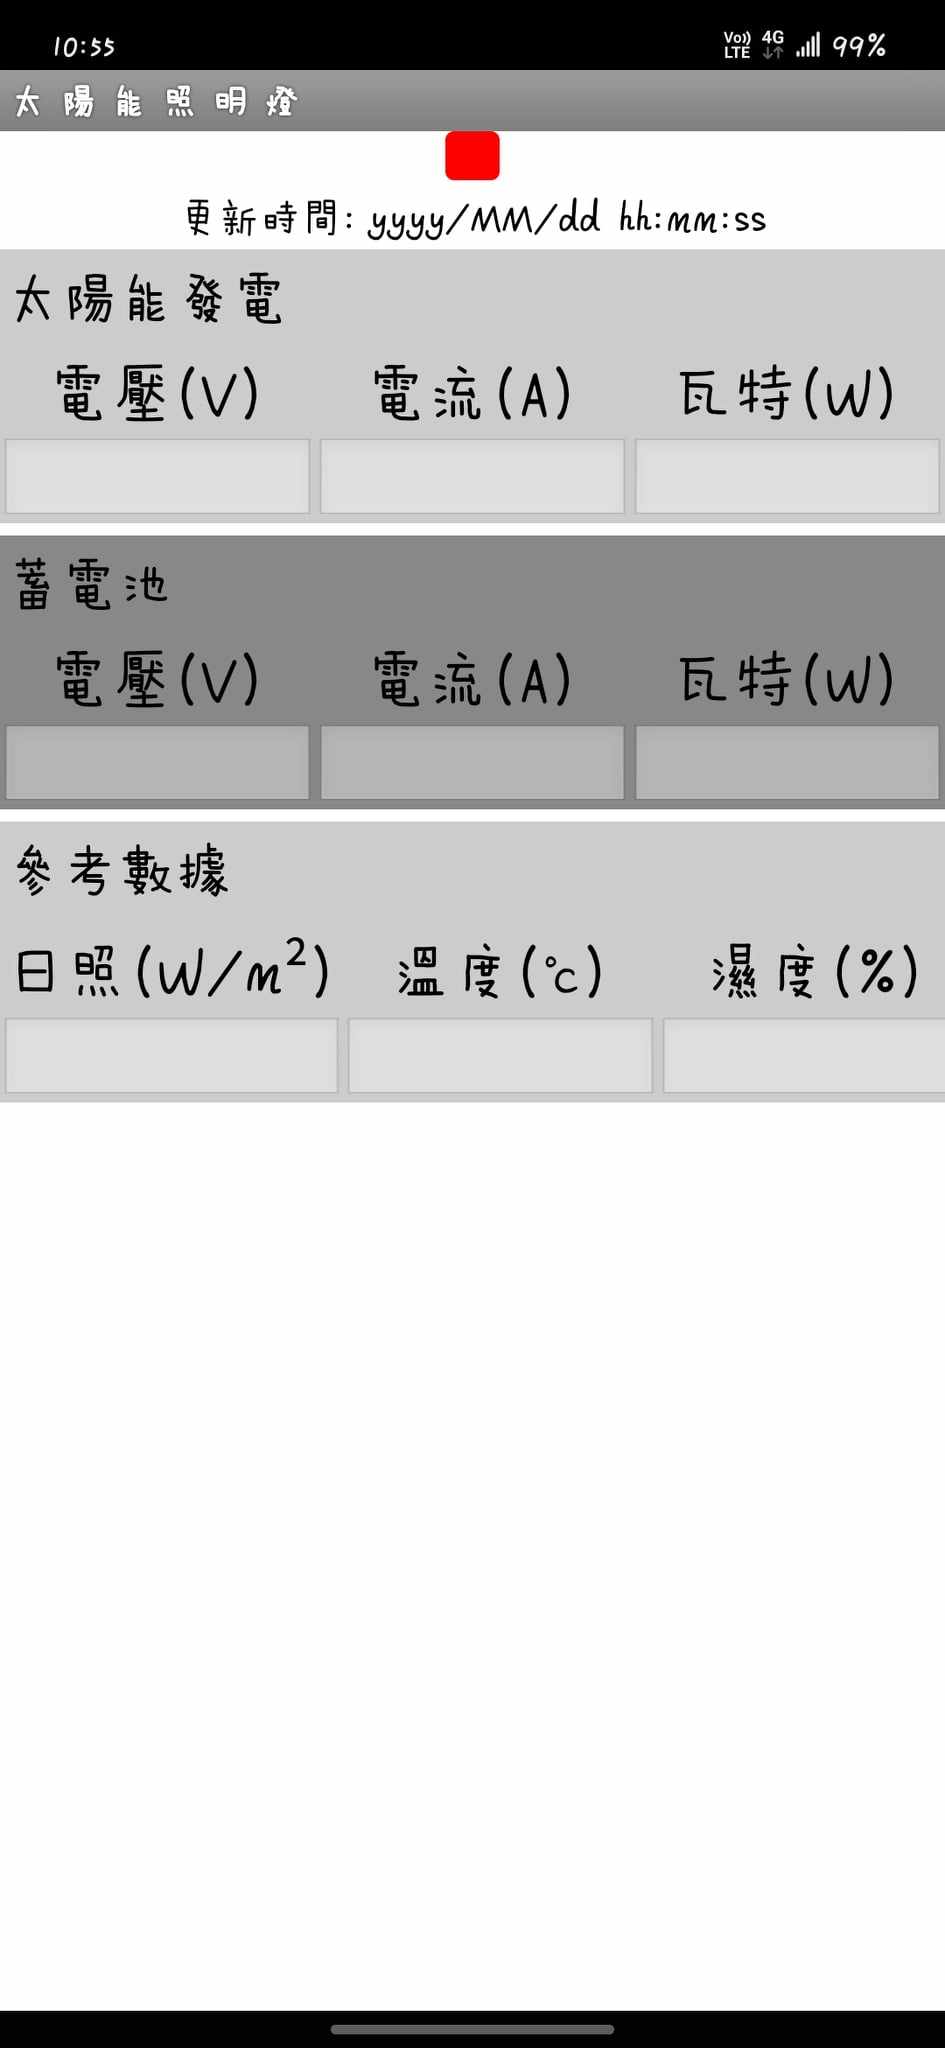 10:55 Vo)) LTE 4G 99%
太陽能照明燈
更新時間: yyyy/MM/dd hh:mm:ss
太陽能發電
電壓(V) 電流(A) 瓦特(W)
蓄電池
電壓(V) 電流(A) 瓦特(W)
參考數據
日照(W/m²) 溫度(℃) 濕度(%)